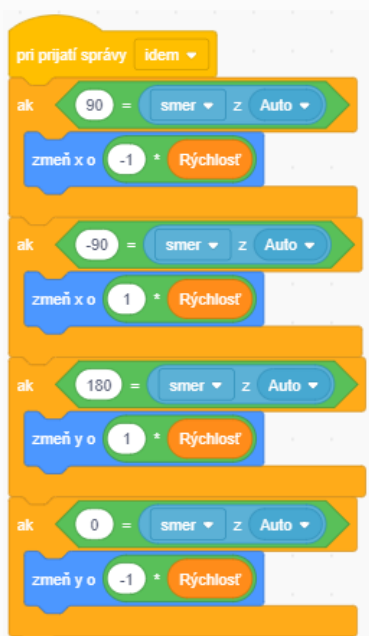 pri prijatí správy idem
ak 90 = smer z Auto
zmeň x o -1 * Rýchlosť
ak -90 = smer z Auto
zmeň x o 1 * Rýchlosť
ak 180 = smer z Auto
zmeň y o 1 * Rýchlosť
ak 0 = smer z Auto
zmeň y o -1 * Rýchlosť